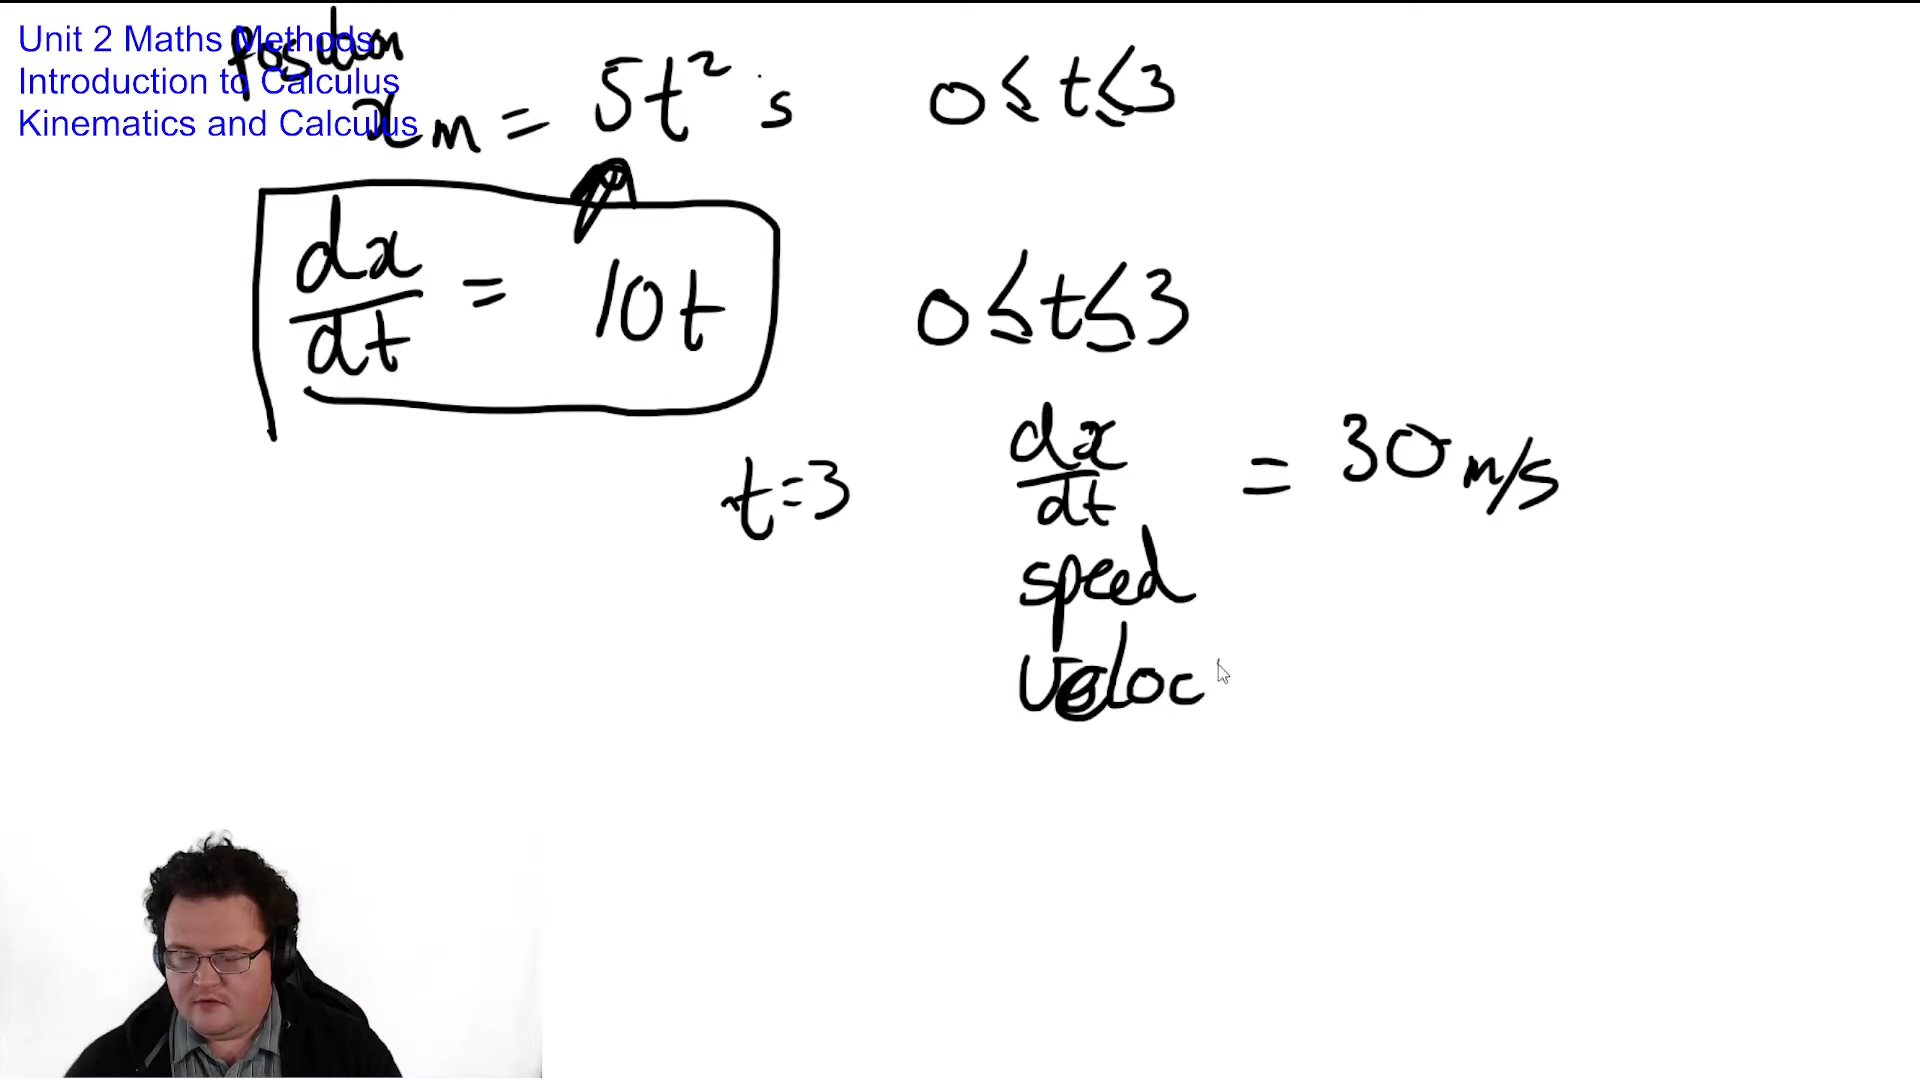 Unit 2 Maths Methods
Introduction to Calculus
Kinematics and Calculus
position
x m = 5t² s 0 ≤ t ≤ 3
dx/dt = 10t 0 ≤ t ≤ 3
t=3 dx/dt = 30 m/s
speed
veloc